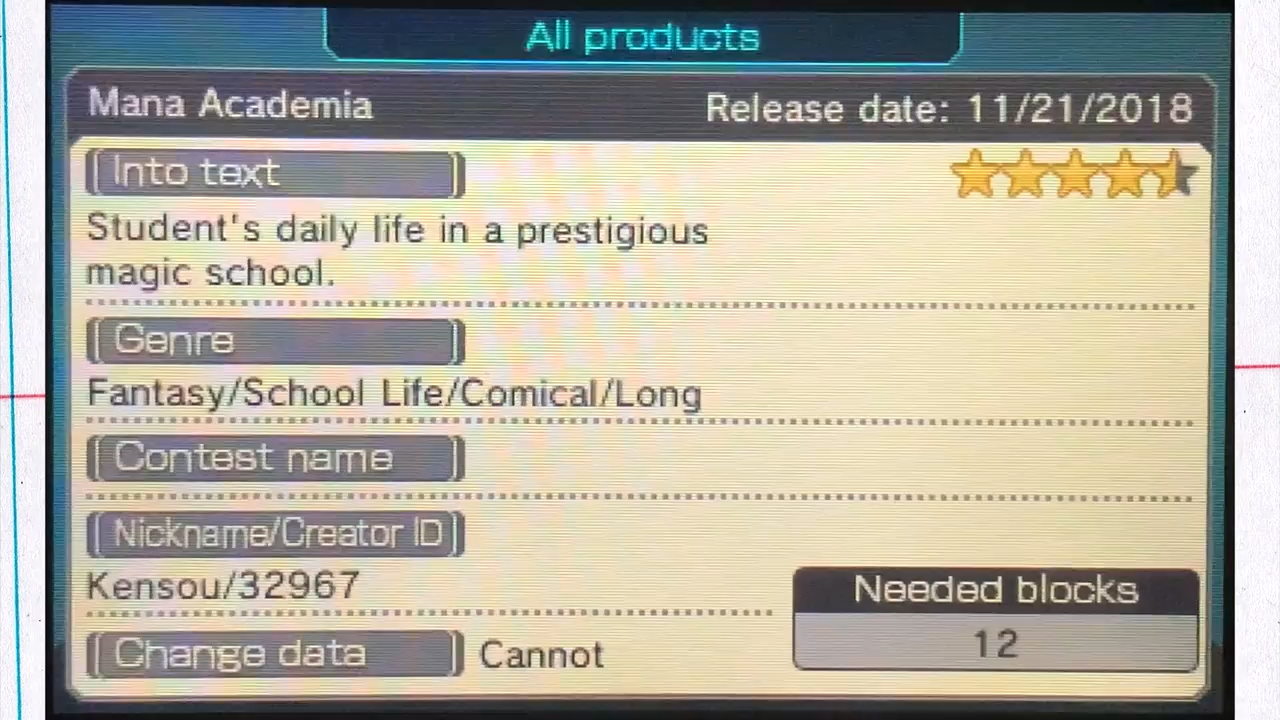 All products
Mana Academia Release date: 11/21/2018
Into text
Student's daily life in a prestigious
magic school.
Genre
Fantasy/School Life/Comical/Long
Contest name
Nickname/Creator ID
Kensou/32967
Needed blocks
12
Change data Cannot